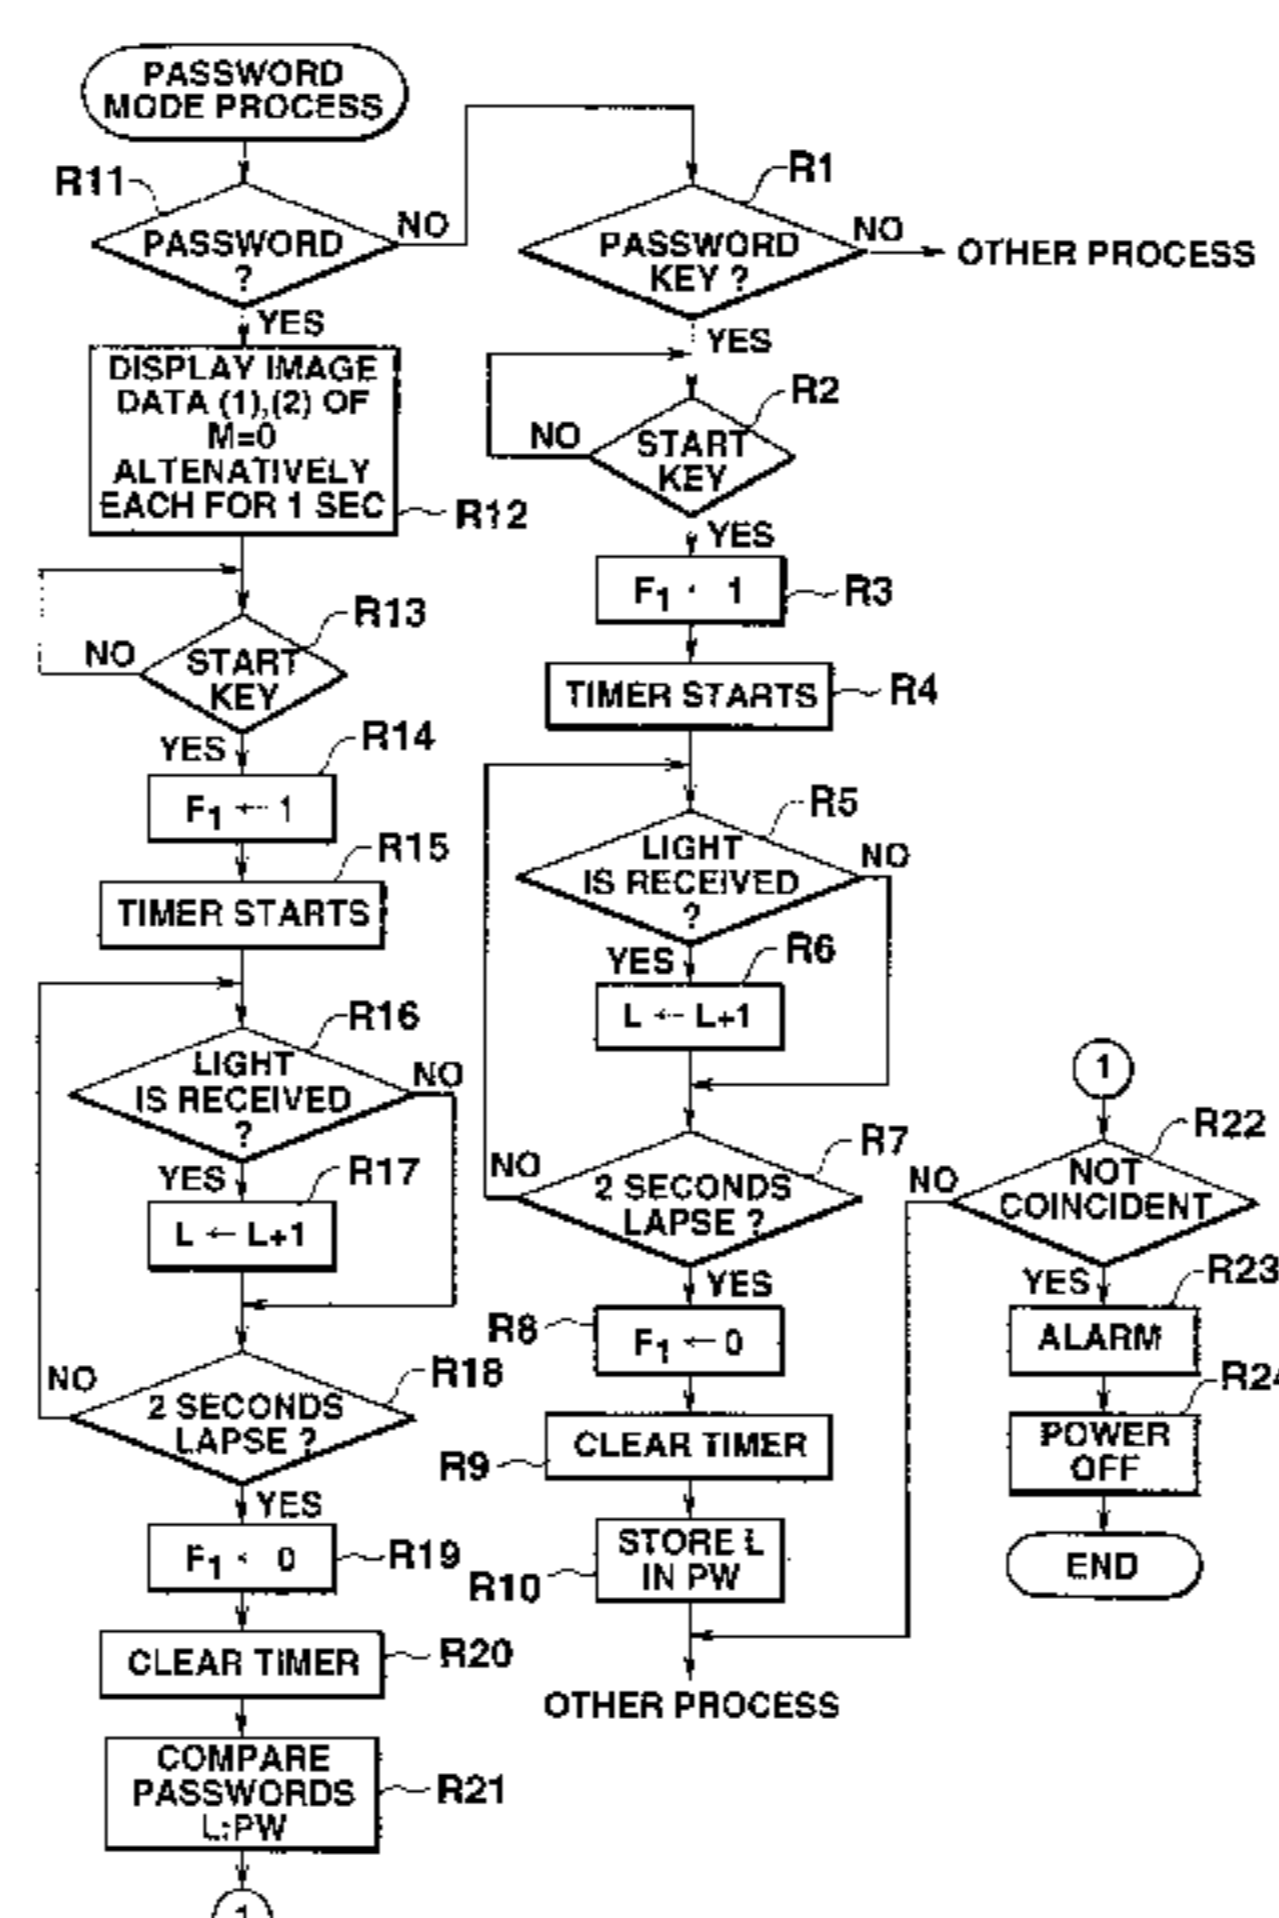 PASSWORD
MODE PROCESS
R11
PASSWORD
?
NO
YES
DISPLAY IMAGE
DATA (1),(2) OF
M=0
ALTENATIVELY
EACH FOR 1 SEC
R12
R13
START
KEY
NO
YES
R14
F1 ← 1
R15
TIMER STARTS
R16
LIGHT
IS RECEIVED
?
NO
YES
R17
L ← L+1
R18
2 SECONDS
LAPSE ?
NO
YES
F1 ← 0
R19
CLEAR TIMER
R20
COMPARE
PASSWORDS
L:PW
R21
1
R1
PASSWORD
KEY ?
NO
OTHER PROCESS
YES
R2
START
KEY
NO
YES
F1 · 1
R3
TIMER STARTS
R4
R5
LIGHT
IS RECEIVED
?
NO
YES
R6
L ← L+1
R7
2 SECONDS
LAPSE ?
NO
YES
R8
F1 ← 0
R9
CLEAR TIMER
R10
STORE L
IN PW
OTHER PROCESS
1
R22
NOT
COINCIDENT
NO
YES
R23
ALARM
R24
POWER
OFF
END